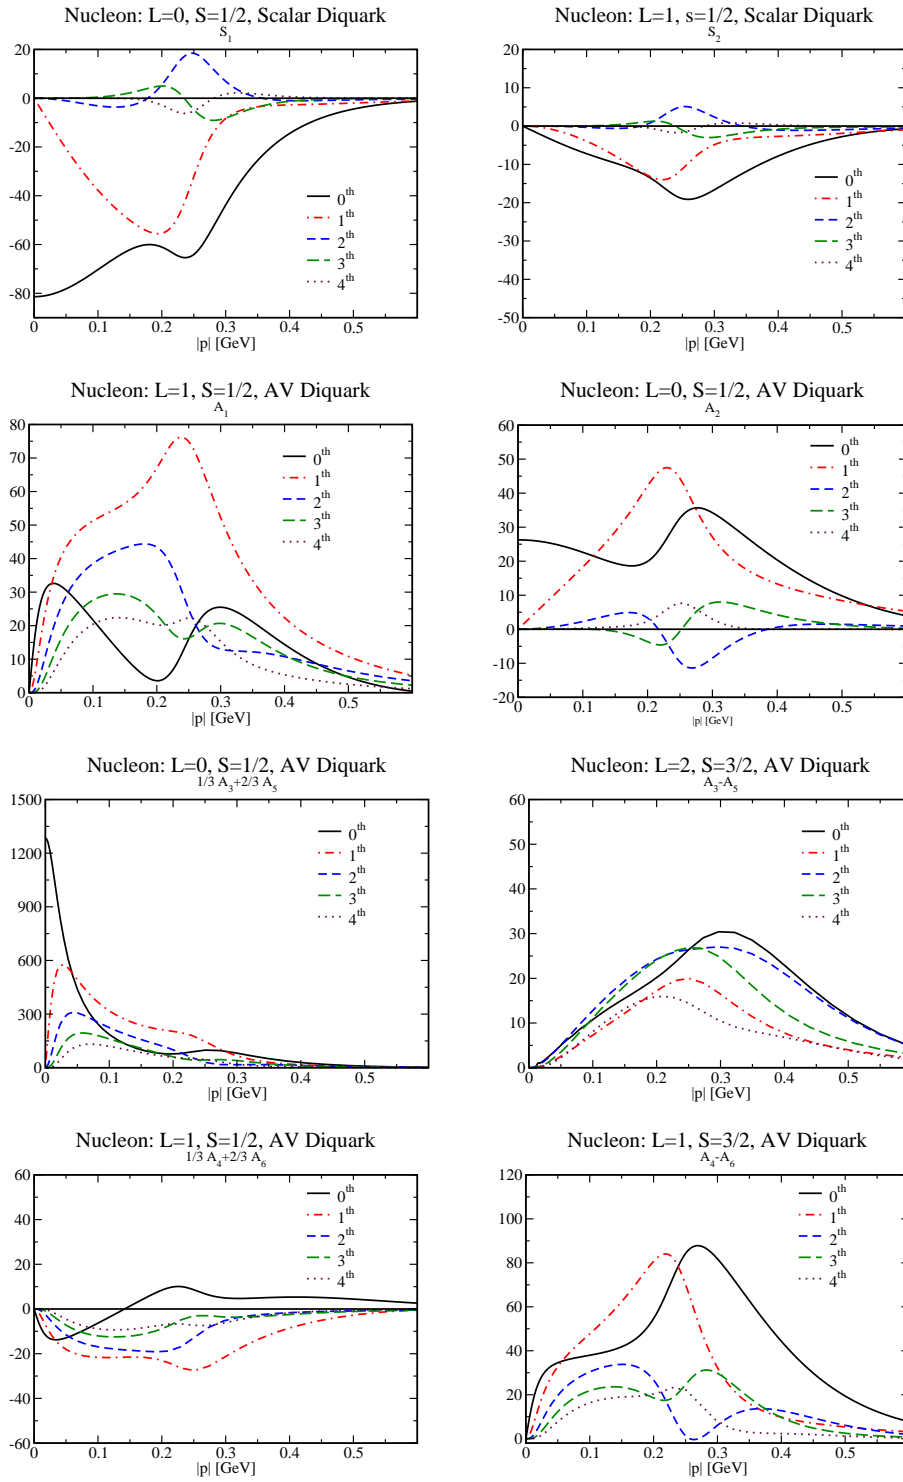 Nucleon: L=0, S=1/2, Scalar Diquark
S₁
20
0
-20
-40
-60
-80
0th
1th
2th
3th
4th
0 0.1 0.2 0.3 0.4 0.5
|p| [GeV]
Nucleon: L=1, s=1/2, Scalar Diquark
S₂
20
10
0
-10
-20
-30
-40
-50
0th
1th
2th
3th
4th
0 0.1 0.2 0.3 0.4 0.5
|p| [GeV]
Nucleon: L=1, S=1/2, AV Diquark
A₁
80
70
60
50
40
30
20
10
0
0th
1th
2th
3th
4th
0 0.1 0.2 0.3 0.4 0.5
|p| [GeV]
Nucleon: L=0, S=1/2, AV Diquark
A₂
60
50
40
30
20
10
0
-10
-20
0th
1th
2th
3th
4th
0 0.1 0.2 0.3 0.4 0.5
|p| [GeV]
Nucleon: L=0, S=1/2, AV Diquark
1/3 A₃+2/3 A₅
1500
1200
900
600
300
0
0th
1th
2th
3th
4th
0 0.1 0.2 0.3 0.4 0.5
|p| [GeV]
Nucleon: L=2, S=3/2, AV Diquark
A₃-A₅
60
50
40
30
20
10
0
0th
1th
2th
3th
4th
0 0.1 0.2 0.3 0.4 0.5
|p| [GeV]
Nucleon: L=1, S=1/2, AV Diquark
1/3 A₄+2/3 A₆
60
40
20
0
-20
-40
-60
0th
1th
2th
3th
4th
0 0.1 0.2 0.3 0.4 0.5
|p| [GeV]
Nucleon: L=1, S=3/2, AV Diquark
A₄-A₆
120
100
80
60
40
20
0
0th
1th
2th
3th
4th
0 0.1 0.2 0.3 0.4 0.5
|p| [GeV]